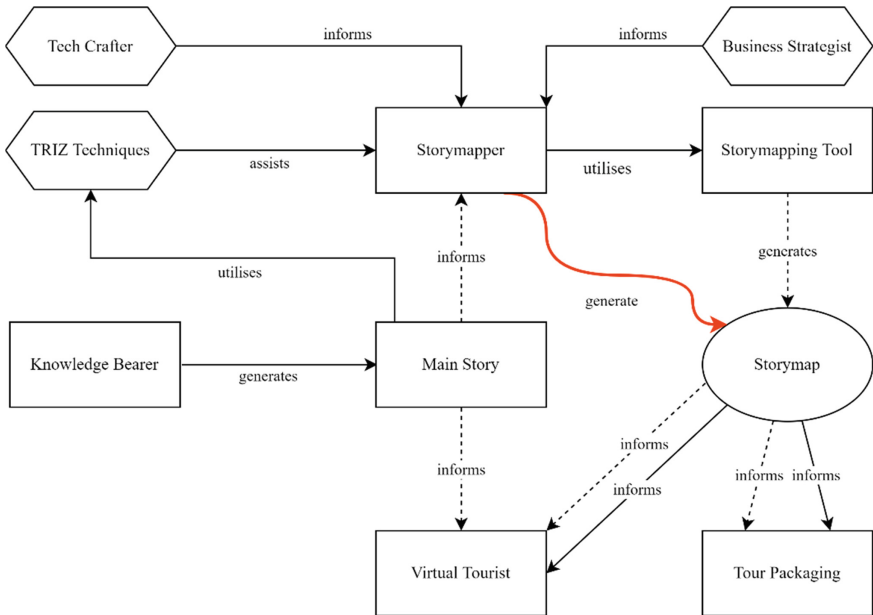 informs
informs
Tech Crafter
Business Strategist
TRIZ Techniques
assists
Storymapper
utilises
Storymapping Tool
informs
generates
utilises
generate
Knowledge Bearer
generates
Main Story
Storymap
informs
informs
informs
informs
informs
Virtual Tourist
Tour Packaging